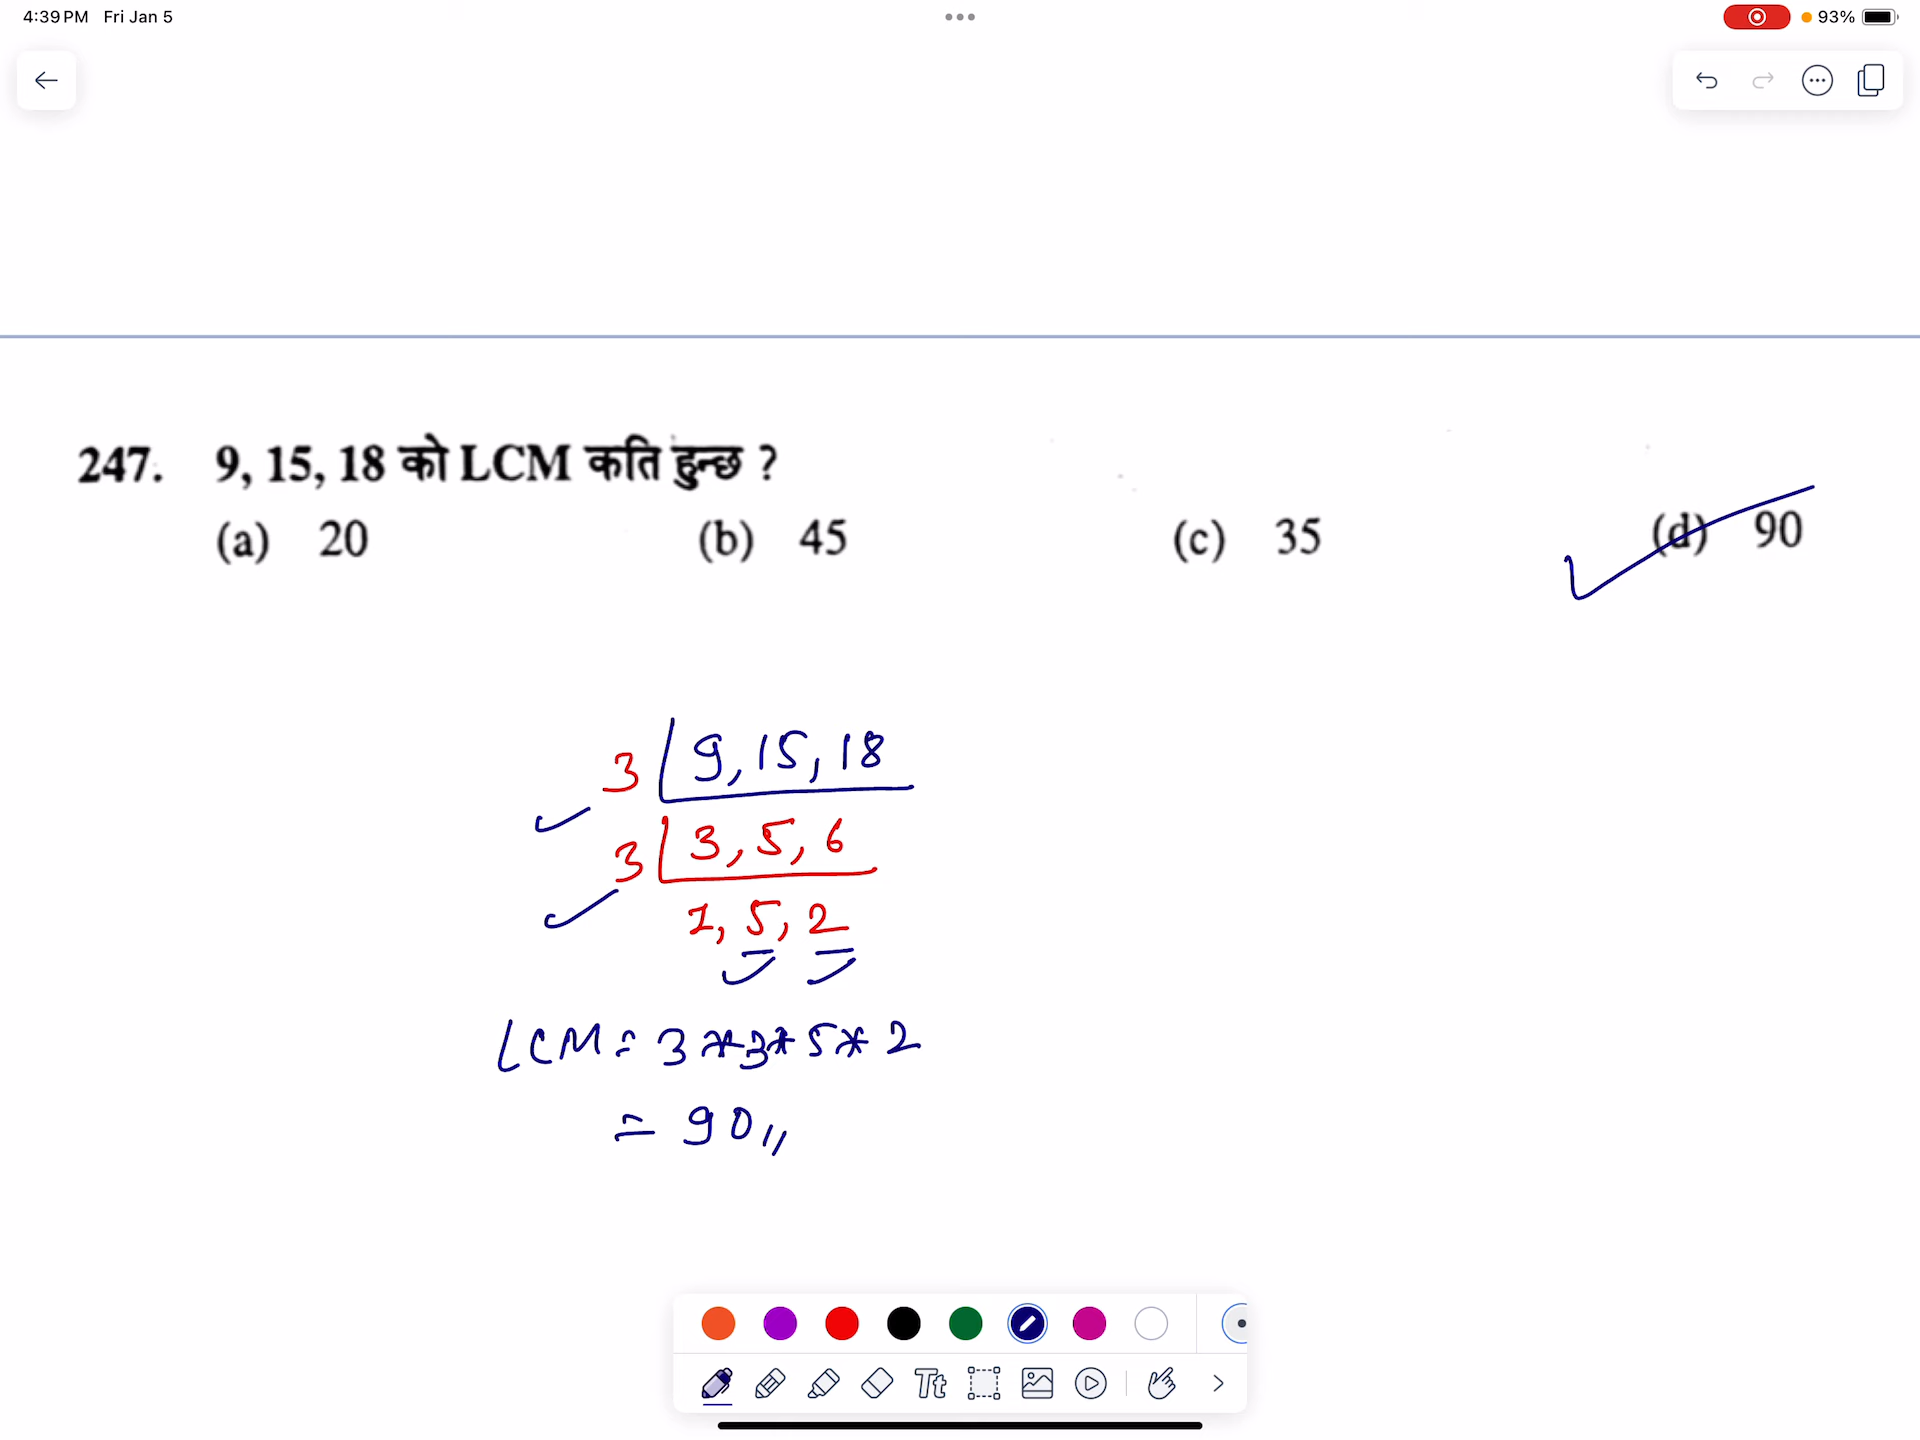 4:39 PM Fri Jan 5
93%
247. 9, 15, 18 को LCM कति हुन्छ ?
(a) 20 (b) 45 (c) 35 (d) 90
3 9, 15, 18
3 3, 5, 6
1, 5, 2
LCM = 3 * 3 * 5 * 2
= 90,,
Tt